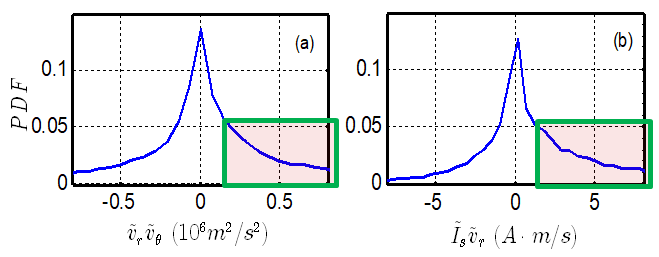 (a)
PDF
0.1
0.05
0
-0.5 0 0.5
ṽ_r ṽ_θ (10^6 m^2/s^2)
(b)
0.1
0.05
0
-5 0 5
Ĩ_s ṽ_r (A · m/s)